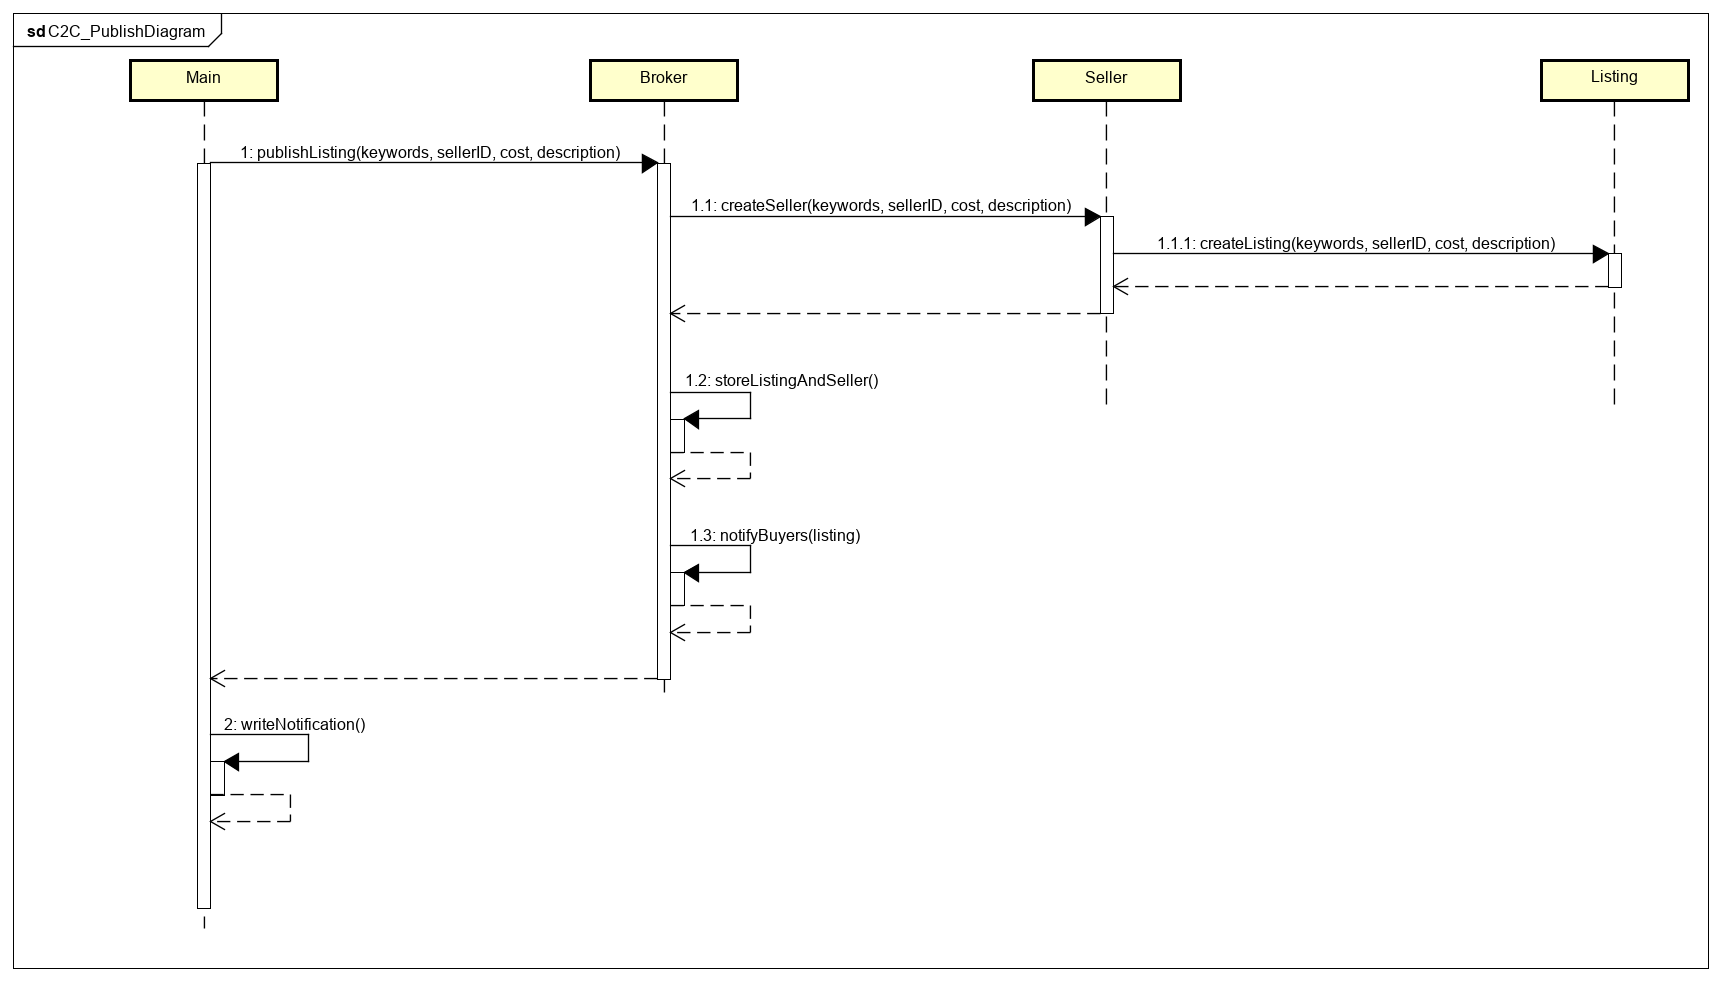 sd C2C_PublishDiagram
Main
Broker
Seller
Listing
1: publishListing(keywords, sellerID, cost, description)
1.1: createSeller(keywords, sellerID, cost, description)
1.1.1: createListing(keywords, sellerID, cost, description)
1.2: storeListingAndSeller()
1.3: notifyBuyers(listing)
2: writeNotification()